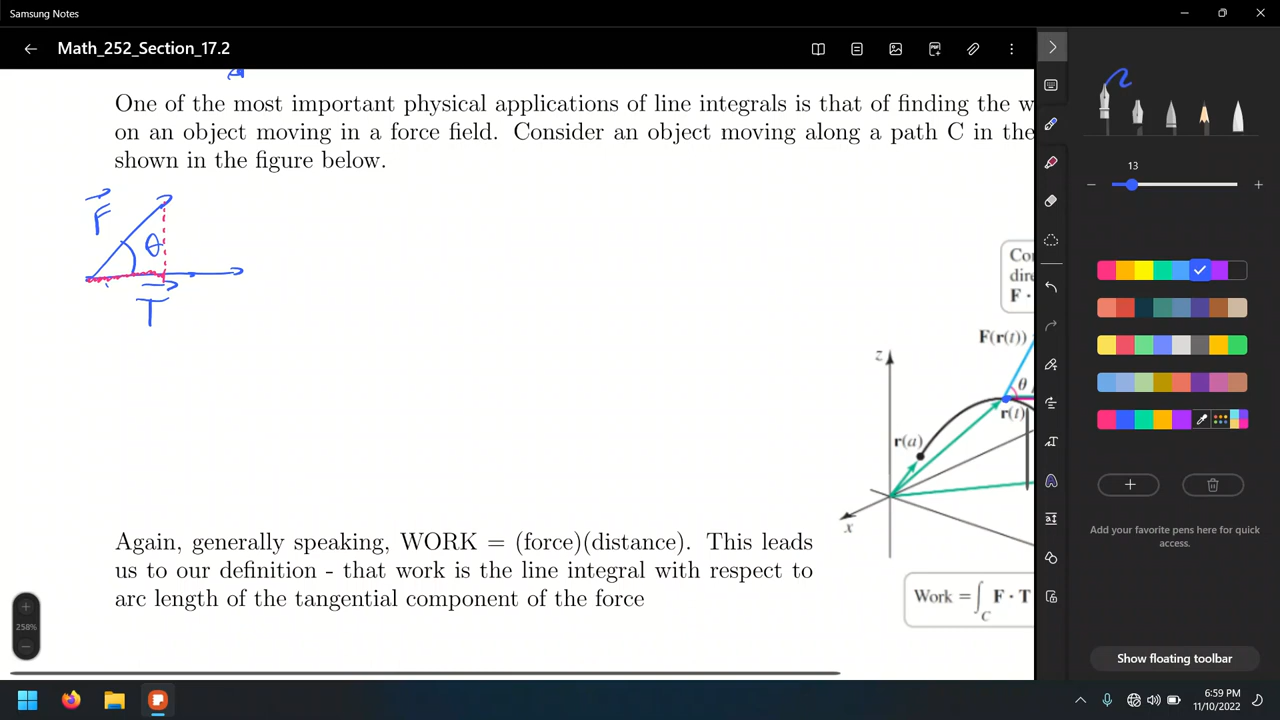 Samsung Notes
Math_252_Section_17.2
One of the most important physical applications of line integrals is that of finding the w
on an object moving in a force field. Consider an object moving along a path C in the
shown in the figure below.
F
θ
T
Co
dire
F ·
F(r(t))
z
θ
r(t)
r(a)
x
Again, generally speaking, WORK = (force)(distance). This leads
us to our definition - that work is the line integral with respect to
arc length of the tangential component of the force
Work = ∫ F · T
C
258%
13
Add your favorite pens here for quick
access.
Show floating toolbar
6:59 PM
11/10/2022